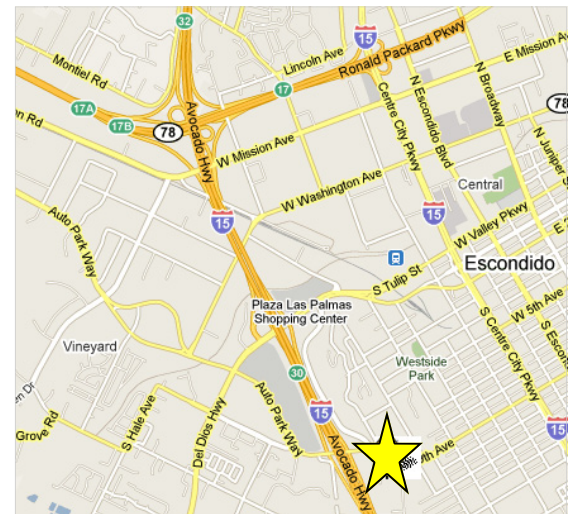 32
15
Lincoln Ave
Ronald Packard Pkwy
E Mission Ave
Montiel Rd
17
17A
17B
78
Avocado Hwy
Centre City Pkwy
N Escondido Blvd
N Broadway
78
on Rd
W Mission Ave
N Juniper S
W Washington Ave
Central
Auto Park Way
15
15
W Valley Pkwy
E 2
S Tulip St
Escondido
Plaza Las Palmas
Shopping Center
W 5th Ave
S Centre City Pkwy
S Escon
Vineyard
Westside
Park
30
en Dr
Auto Park Way
15
Grove Rd
S Hale Ave
Del Dios Hwy
Avocado Hwy
9th Ave
15